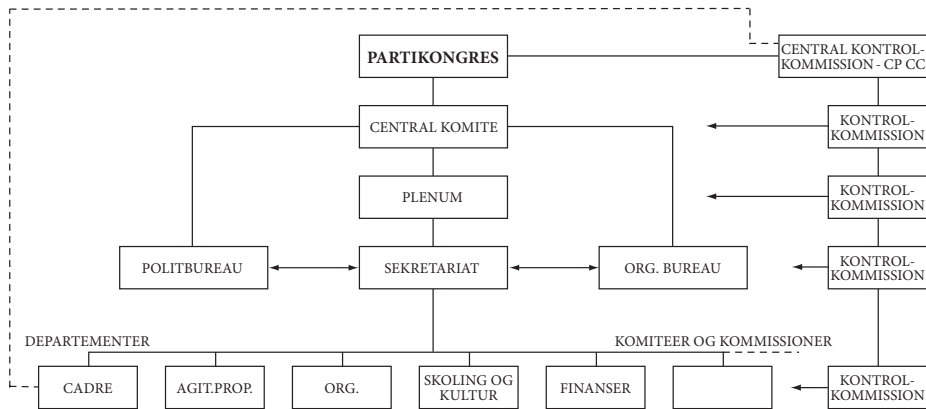 PARTIKONGRES
CENTRAL KONTROL-
KOMMISSION - CP CC
CENTRAL KOMITE
KONTROL-
KOMMISSION
PLENUM
KONTROL-
KOMMISSION
POLITBUREAU
SEKRETARIAT
ORG. BUREAU
KONTROL-
KOMMISSION
DEPARTEMENTER
KOMITEER OG KOMMISSIONER
CADRE
AGIT.PROP.
ORG.
SKOLING OG
KULTUR
FINANSER
KONTROL-
KOMMISSION